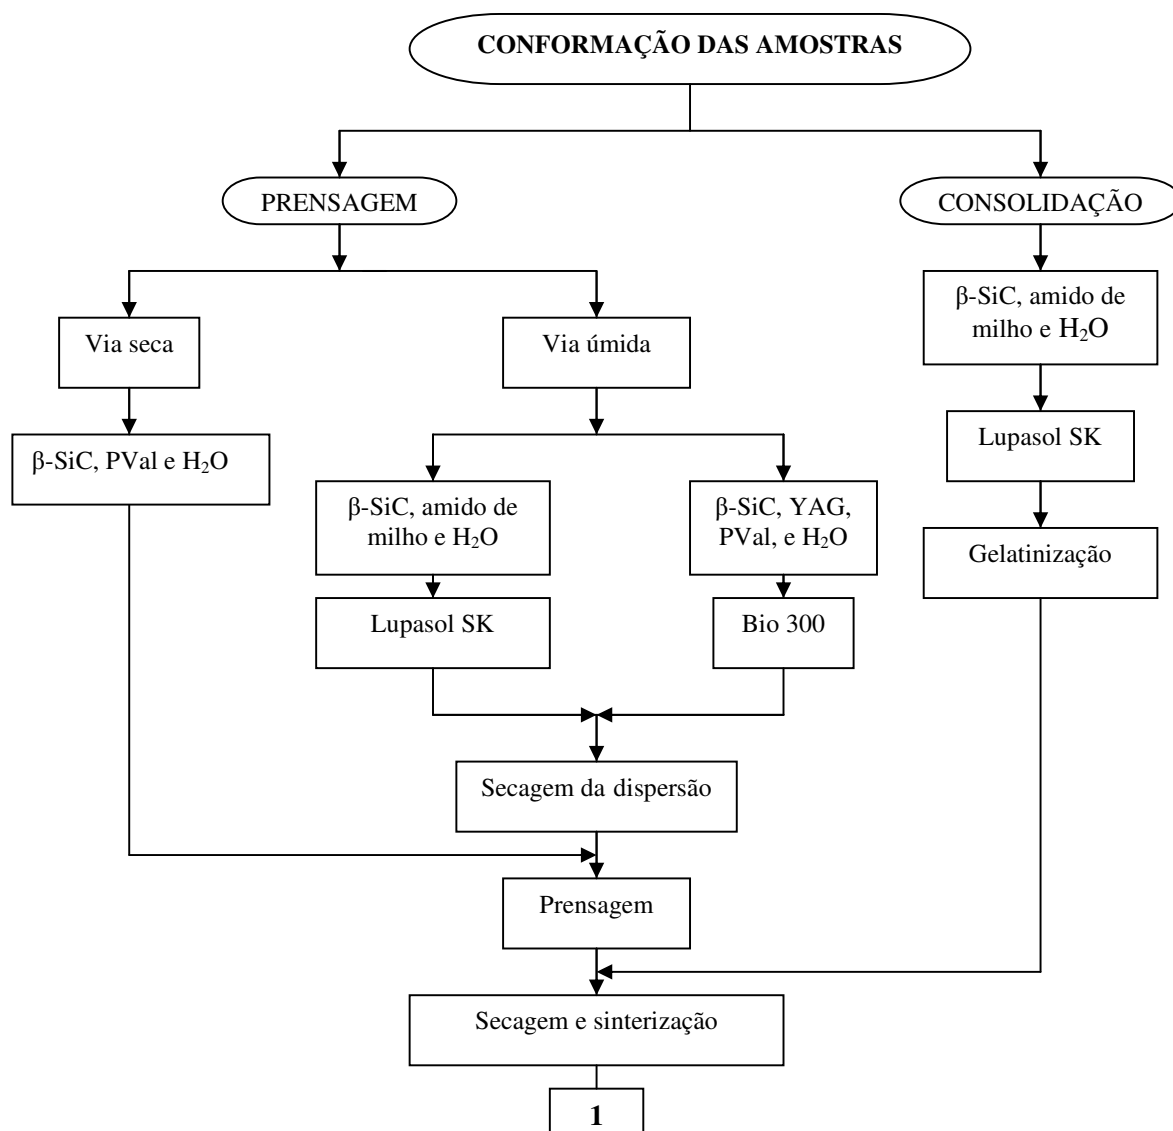 CONFORMAÇÃO DAS AMOSTRAS
PRENSAGEM
CONSOLIDAÇÃO
Via seca
Via úmida
β-SiC, amido de
milho e H₂O
β-SiC, PVal e H₂O
Lupasol SK
β-SiC, amido de
milho e H₂O
β-SiC, YAG,
PVal, e H₂O
Gelatinização
Lupasol SK
Bio 300
Secagem da dispersão
Prensagem
Secagem e sinterização
1